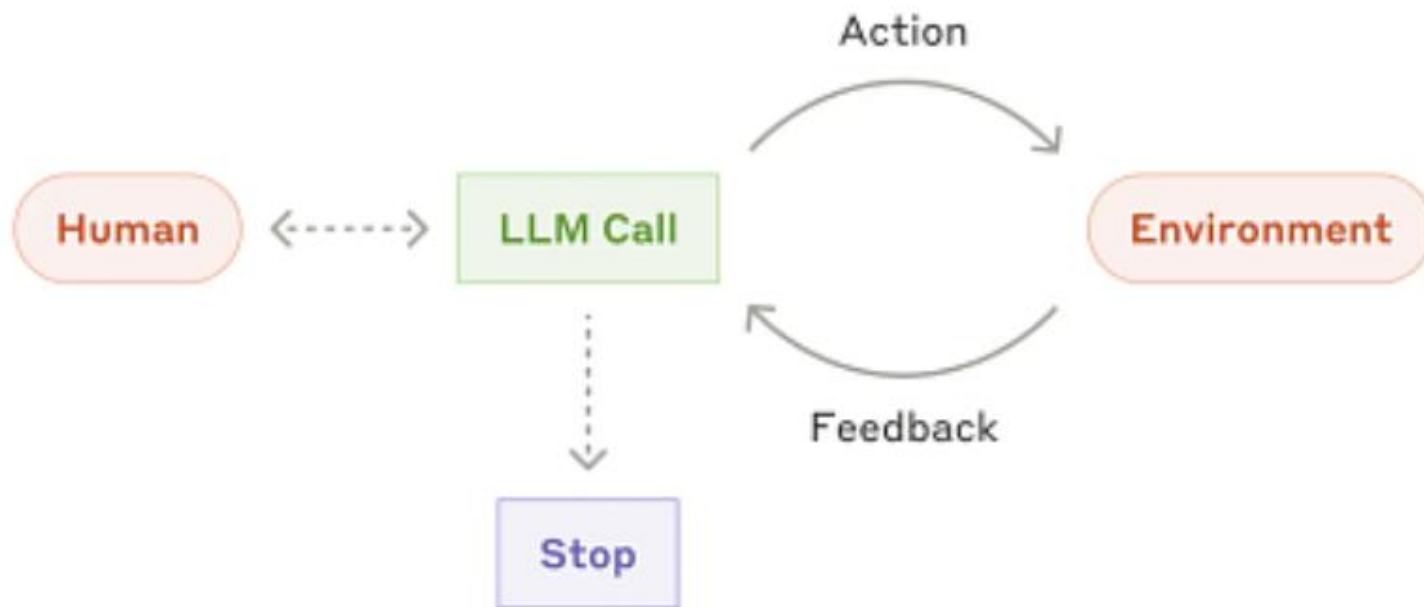 Action
Human
LLM Call
Environment
Feedback
Stop